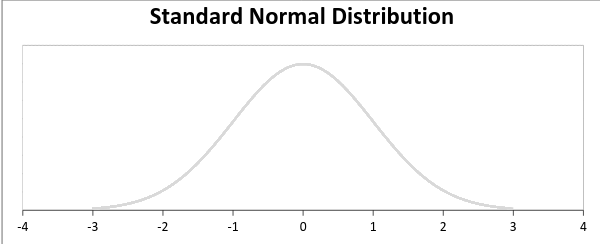 Standard Normal Distribution
-4 -3 -2 -1 0 1 2 3 4